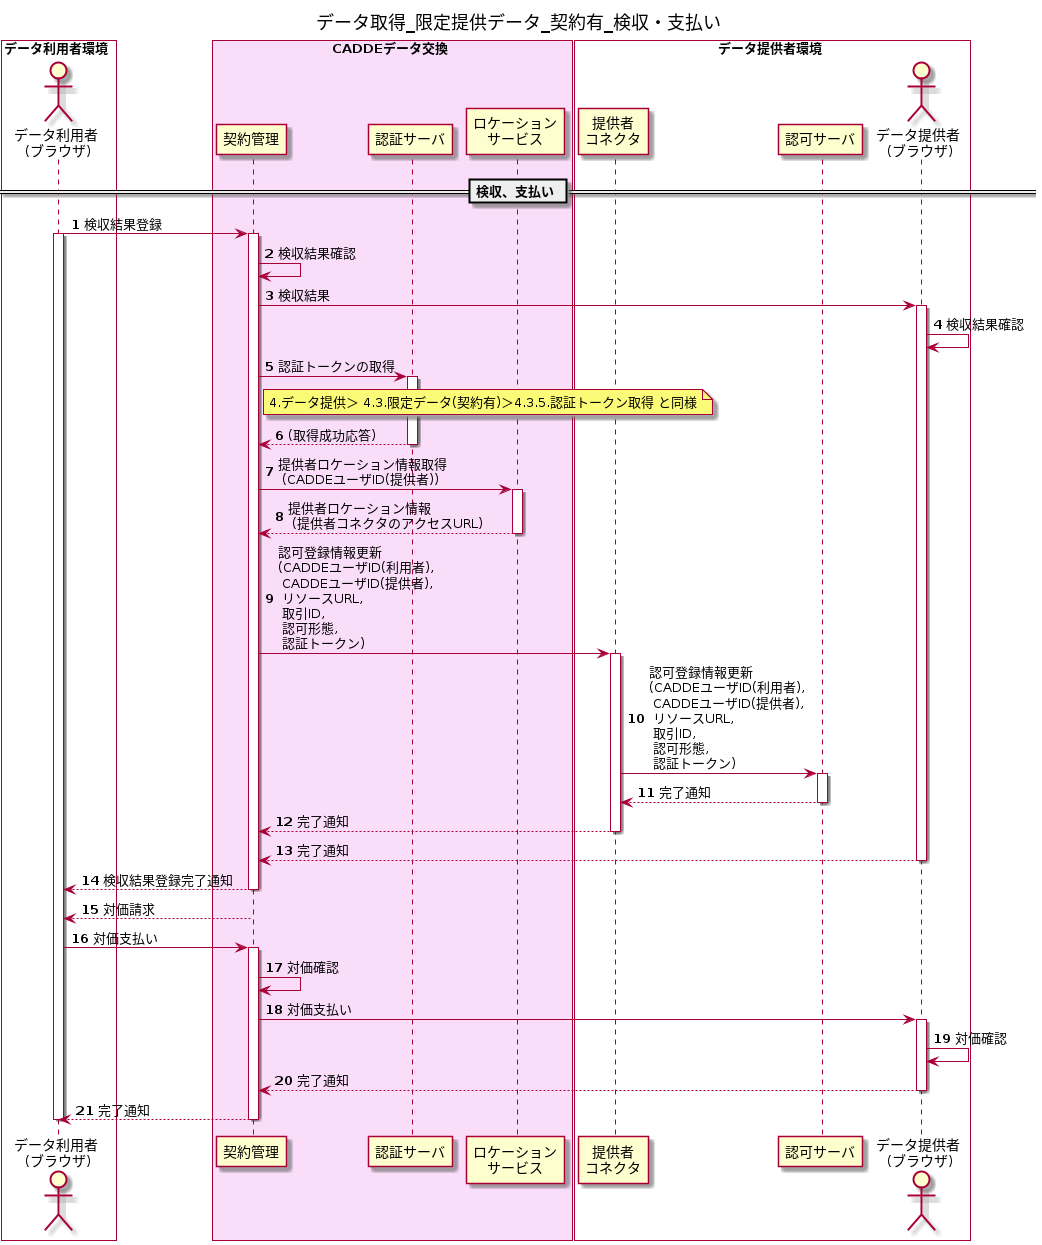 データ取得_限定提供データ_契約有_検収・支払い
データ利用者環境
CADDEデータ交換
データ提供者環境
データ利用者
(ブラウザ)
契約管理
認証サーバ
ロケーション
サービス
提供者
コネクタ
認可サーバ
データ提供者
(ブラウザ)
検収、支払い
1 検収結果登録
2 検収結果確認
3 検収結果
4 検収結果確認
5 認証トークンの取得
4.データ提供＞ 4.3.限定データ(契約有)＞4.3.5.認証トークン取得 と同様
6 (取得成功応答)
7 提供者ロケーション情報取得
(CADDEユーザID(提供者))
8 提供者ロケーション情報
(提供者コネクタのアクセスURL)
9 認可登録情報更新
(CADDEユーザID(利用者),
CADDEユーザID(提供者),
リソースURL,
取引ID,
認可形態,
認証トークン)
10 認可登録情報更新
(CADDEユーザID(利用者),
CADDEユーザID(提供者),
リソースURL,
取引ID,
認可形態,
認証トークン)
11 完了通知
12 完了通知
13 完了通知
14 検収結果登録完了通知
15 対価請求
16 対価支払い
17 対価確認
18 対価支払い
19 対価確認
20 完了通知
21 完了通知
データ利用者
(ブラウザ)
契約管理
認証サーバ
ロケーション
サービス
提供者
コネクタ
認可サーバ
データ提供者
(ブラウザ)